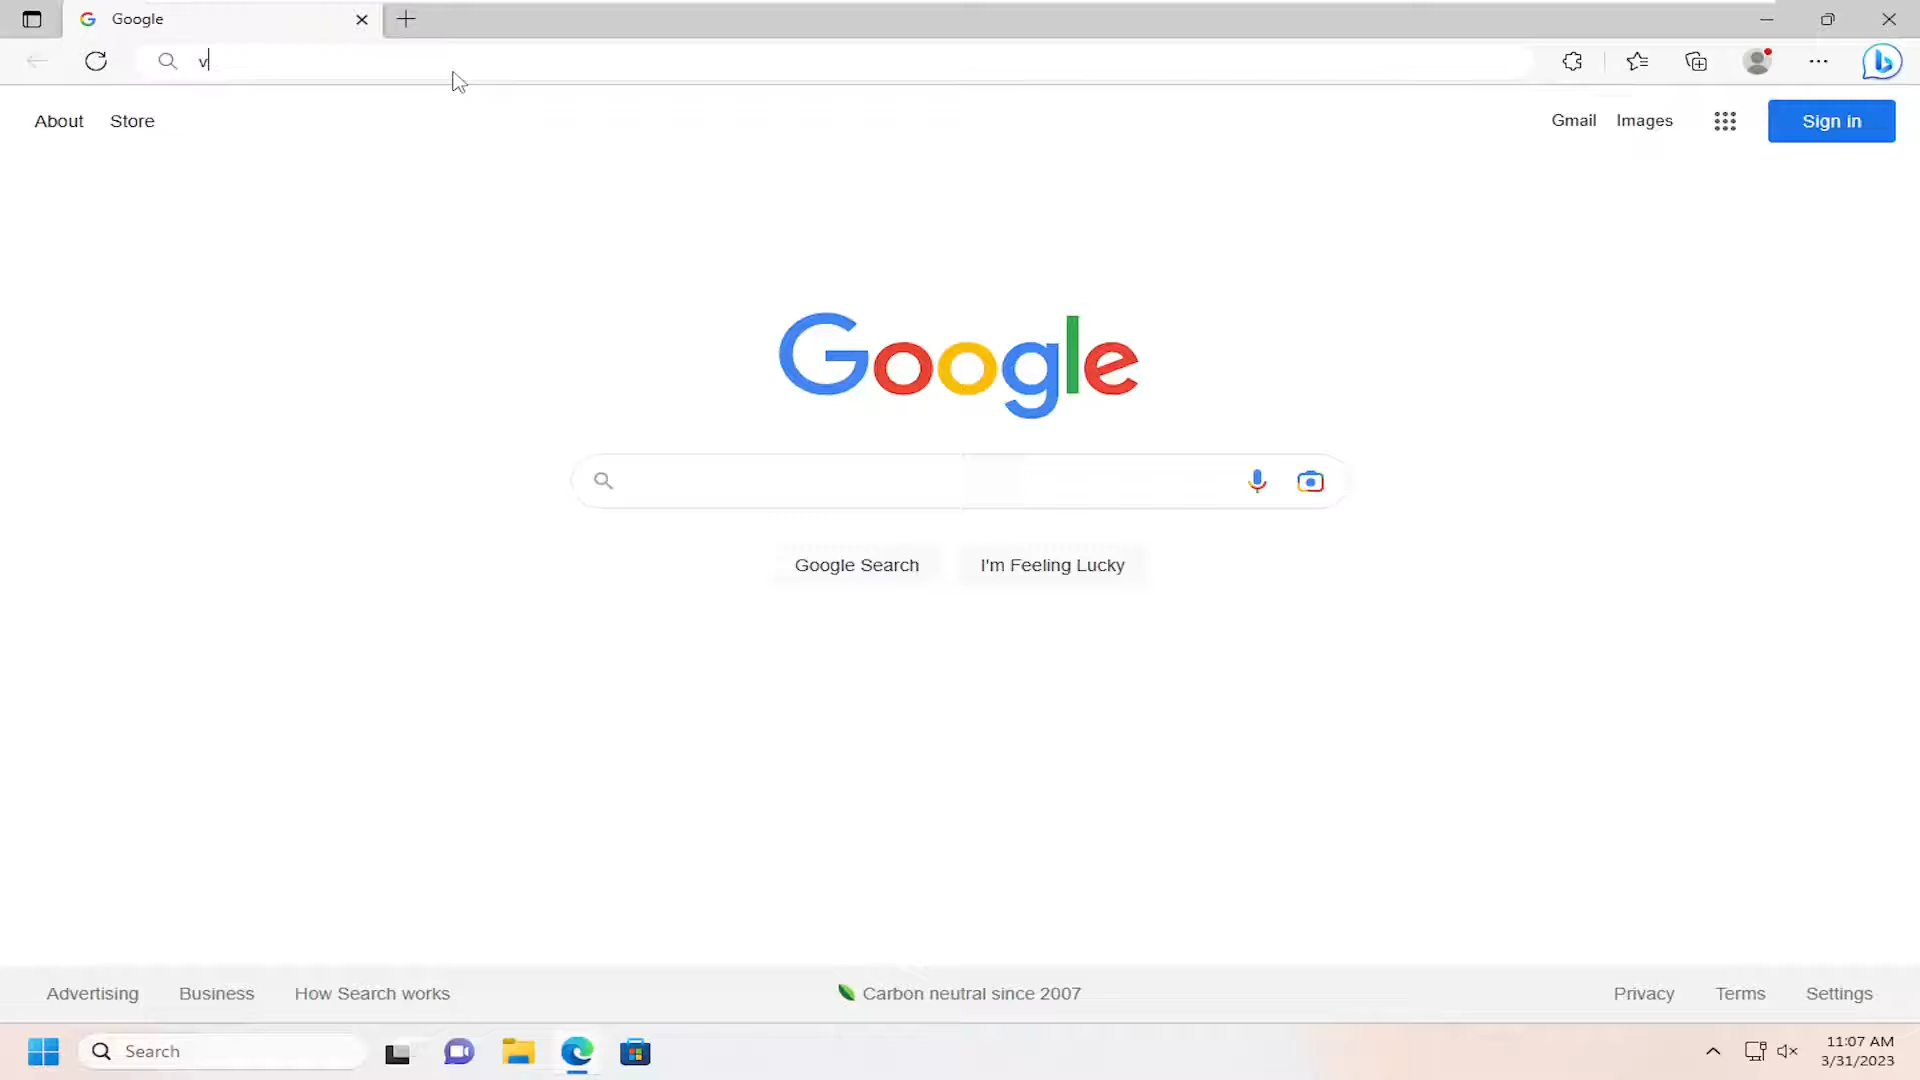 Google
v
About Store
Gmail Images Sign in
Google
Google Search I'm Feeling Lucky
Advertising Business How Search works
Carbon neutral since 2007
Privacy Terms Settings
Search
11:07 AM
3/31/2023